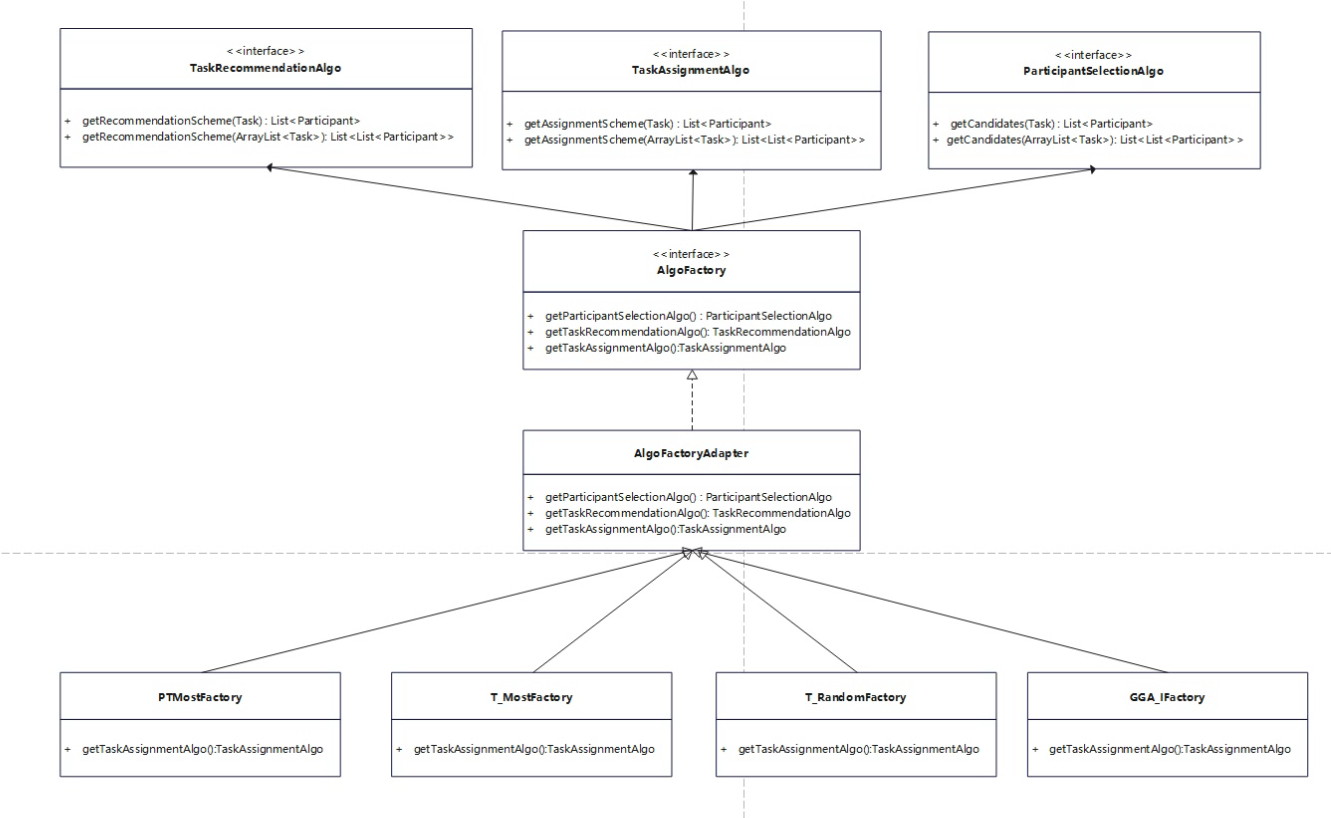 < <interface> >
TaskRecommendationAlgo
+ getRecommendationScheme(Task) : List<Participant>
+ getRecommendationScheme(ArrayList<Task>): List<List<Participant>>
< <interface> >
TaskAssignmentAlgo
+ getAssignmentScheme(Task) : List<Participant>
+ getAssignmentScheme(ArrayList<Task>): List<List<Participant>>
< <interface> >
ParticipantSelectionAlgo
+ getCandidates(Task) : List<Participant>
+ getCandidates(ArrayList<Task>): List<List<Participant>>
< <interface> >
AlgoFactory
+ getParticipantSelectionAlgo() : ParticipantSelectionAlgo
+ getTaskRecommendationAlgo(): TaskRecommendationAlgo
+ getTaskAssignmentAlgo():TaskAssignmentAlgo
AlgoFactoryAdapter
+ getParticipantSelectionAlgo() : ParticipantSelectionAlgo
+ getTaskRecommendationAlgo(): TaskRecommendationAlgo
+ getTaskAssignmentAlgo():TaskAssignmentAlgo
PTMostFactory
+ getTaskAssignmentAlgo():TaskAssignmentAlgo
T_MostFactory
+ getTaskAssignmentAlgo():TaskAssignmentAlgo
T_RandomFactory
+ getTaskAssignmentAlgo():TaskAssignmentAlgo
GGA_IFactory
+ getTaskAssignmentAlgo():TaskAssignmentAlgo